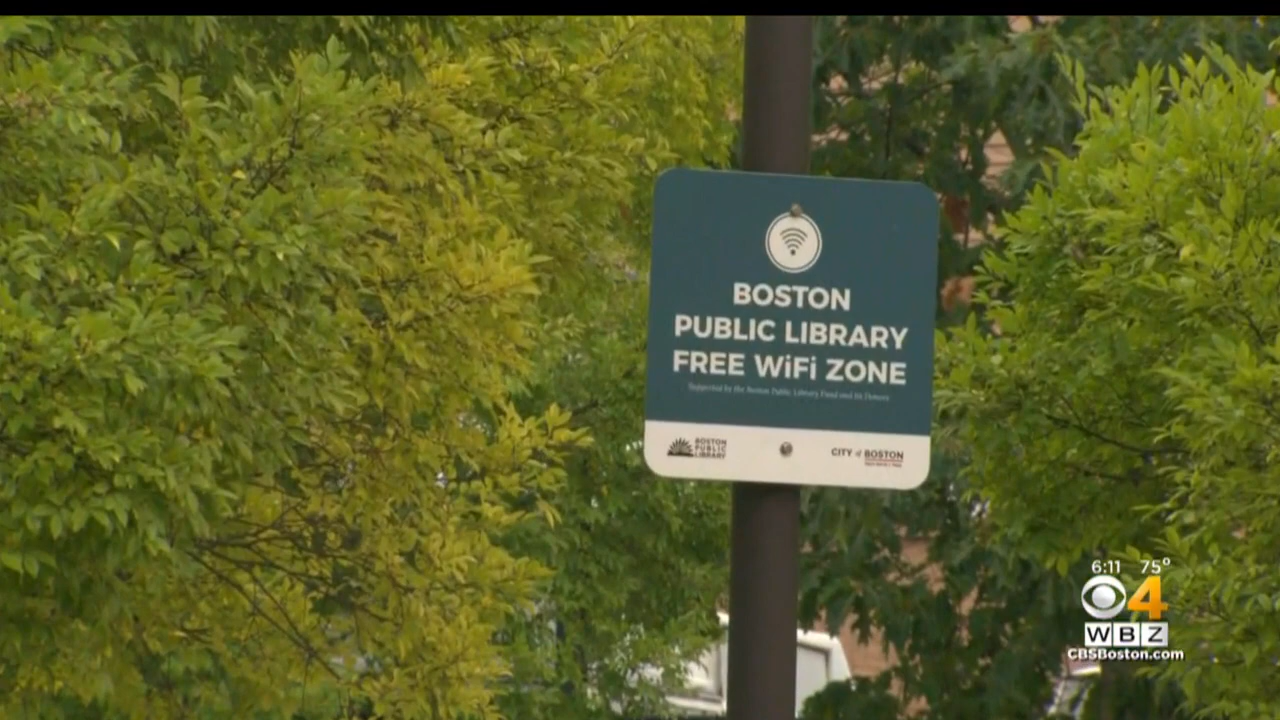 BOSTON
PUBLIC LIBRARY
FREE WiFi ZONE
Supported by the Boston Public Library Fund and its Donors
BOSTON
PUBLIC
LIBRARY
CITY of BOSTON
6:11 75°
4
WBZ
CBSBoston.com